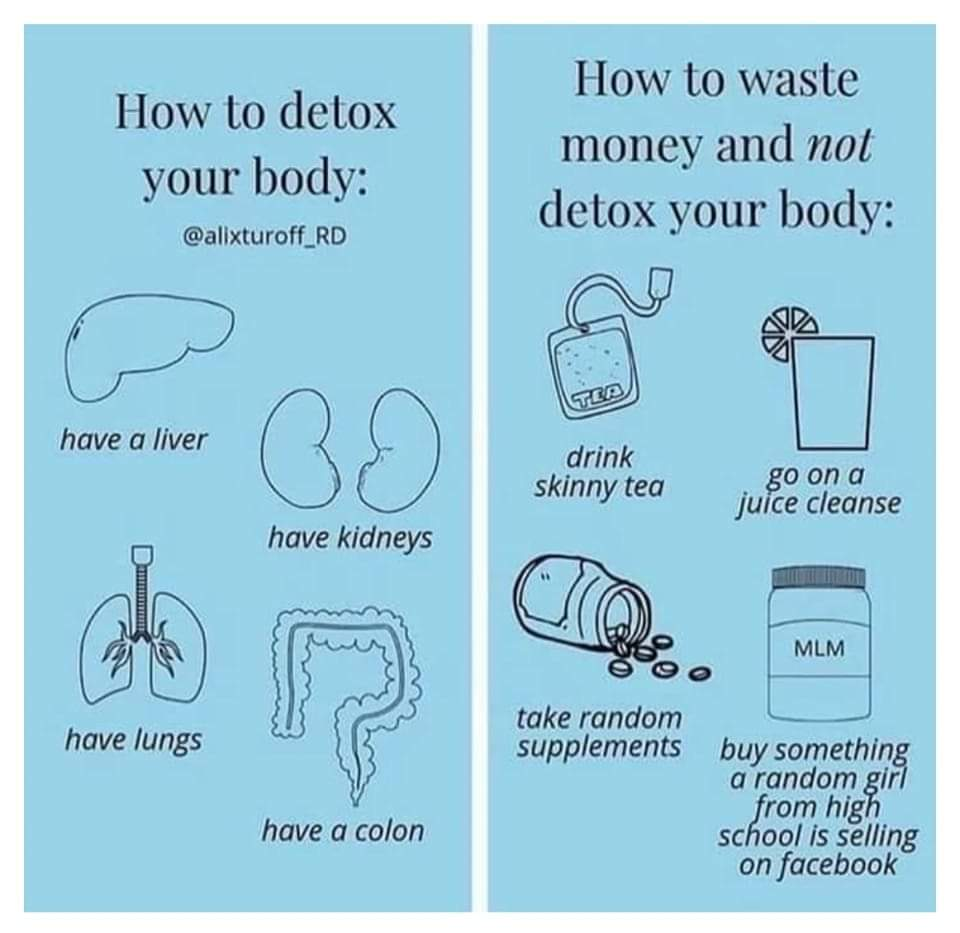 How to detox
your body:
@alixturoff_RD
have a liver
have kidneys
have lungs
have a colon
How to waste
money and not
detox your body:
TEA
drink
skinny tea
go on a
juice cleanse
take random
supplements
MLM
buy something
a random girl
from high
school is selling
on facebook